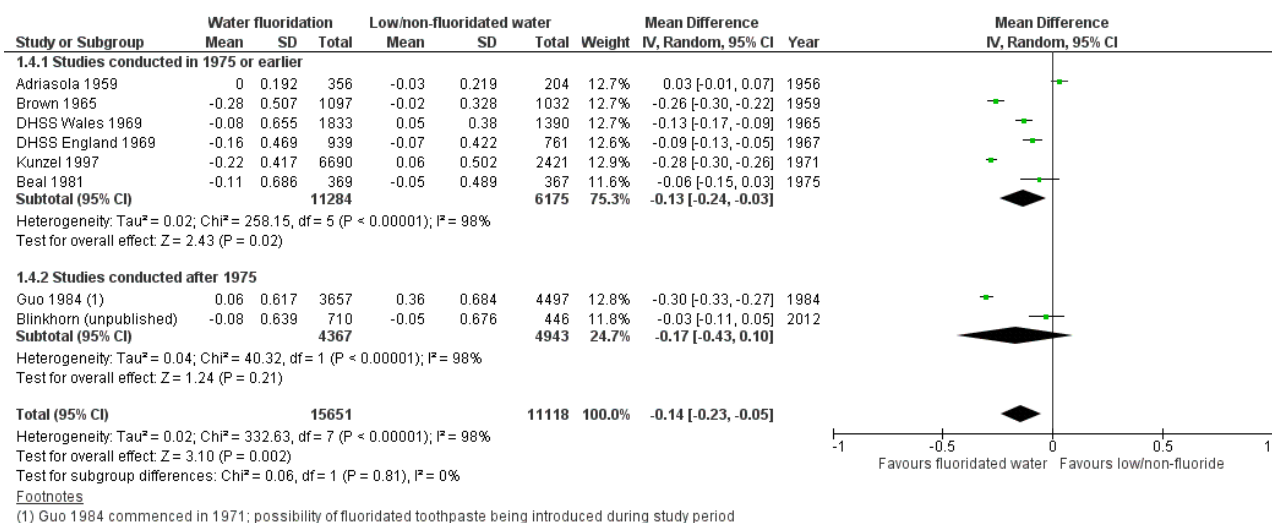 Water fluoridation Low/non-fluoridated water Mean Difference Mean Difference
Study or Subgroup Mean SD Total Mean SD Total Weight IV, Random, 95% CI Year IV, Random, 95% CI
1.4.1 Studies conducted in 1975 or earlier
Adriasola 1959 0 0.192 356 -0.03 0.219 204 12.7% 0.03 [-0.01, 0.07] 1956
Brown 1965 -0.28 0.507 1097 -0.02 0.328 1032 12.7% -0.26 [-0.30, -0.22] 1959
DHSS Wales 1969 -0.08 0.655 1833 0.05 0.38 1390 12.7% -0.13 [-0.17, -0.09] 1965
DHSS England 1969 -0.16 0.469 939 -0.07 0.422 761 12.6% -0.09 [-0.13, -0.05] 1967
Kunzel 1997 -0.22 0.417 6690 0.06 0.502 2421 12.9% -0.28 [-0.30, -0.26] 1971
Beal 1981 -0.11 0.686 369 -0.05 0.489 367 11.6% -0.06 [-0.15, 0.03] 1975
Subtotal (95% CI) 11284 6175 75.3% -0.13 [-0.24, -0.03]
Heterogeneity: Tau² = 0.02; Chi² = 258.15, df = 5 (P < 0.00001); I² = 98%
Test for overall effect: Z = 2.43 (P = 0.02)
1.4.2 Studies conducted after 1975
Guo 1984 (1) 0.06 0.617 3657 0.36 0.684 4497 12.8% -0.30 [-0.33, -0.27] 1984
Blinkhorn (unpublished) -0.08 0.639 710 -0.05 0.676 446 11.8% -0.03 [-0.11, 0.05] 2012
Subtotal (95% CI) 4367 4943 24.7% -0.17 [-0.43, 0.10]
Heterogeneity: Tau² = 0.04; Chi² = 40.32, df = 1 (P < 0.00001); I² = 98%
Test for overall effect: Z = 1.24 (P = 0.21)
Total (95% CI) 15651 11118 100.0% -0.14 [-0.23, -0.05]
Heterogeneity: Tau² = 0.02; Chi² = 332.63, df = 7 (P < 0.00001); I² = 98%
Test for overall effect: Z = 3.10 (P = 0.002)
Test for subgroup differences: Chi² = 0.06, df = 1 (P = 0.81), I² = 0%
-1 -0.5 0 0.5 1
Favours fluoridated water Favours low/non-fluoride
Footnotes
(1) Guo 1984 commenced in 1971; possibility of fluoridated toothpaste being introduced during study period